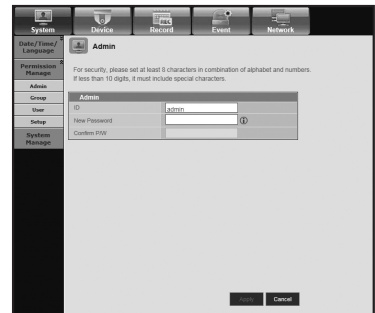 System Device Record Event Network
Date/Time/
Language
Admin
Permission
Manage
For security, please set at least 8 characters in combination of alphabet and numbers.
If less than 10 digits, it must include special characters.
Admin
Group
User
Setup
System
Manage
Admin
ID admin
New Password
Confirm P/W
Apply Cancel